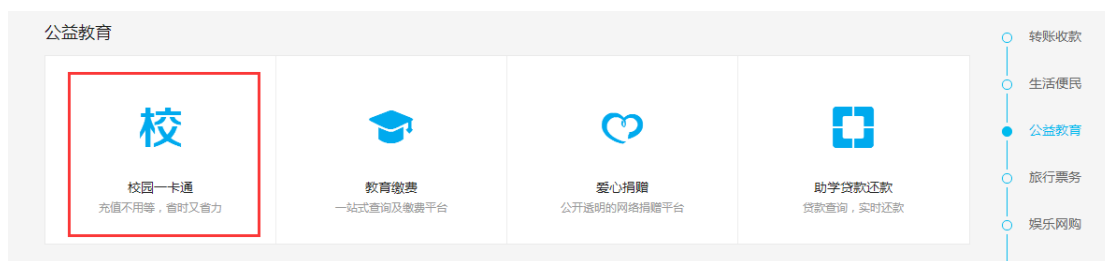 公益教育
校
校园一卡通
充值不用等，省时又省力
教育缴费
一站式查询及缴费平台
爱心捐赠
公开透明的网络捐赠平台
助学贷款还款
贷款查询，实时还款
转账收款
生活便民
公益教育
旅行票务
娱乐网购